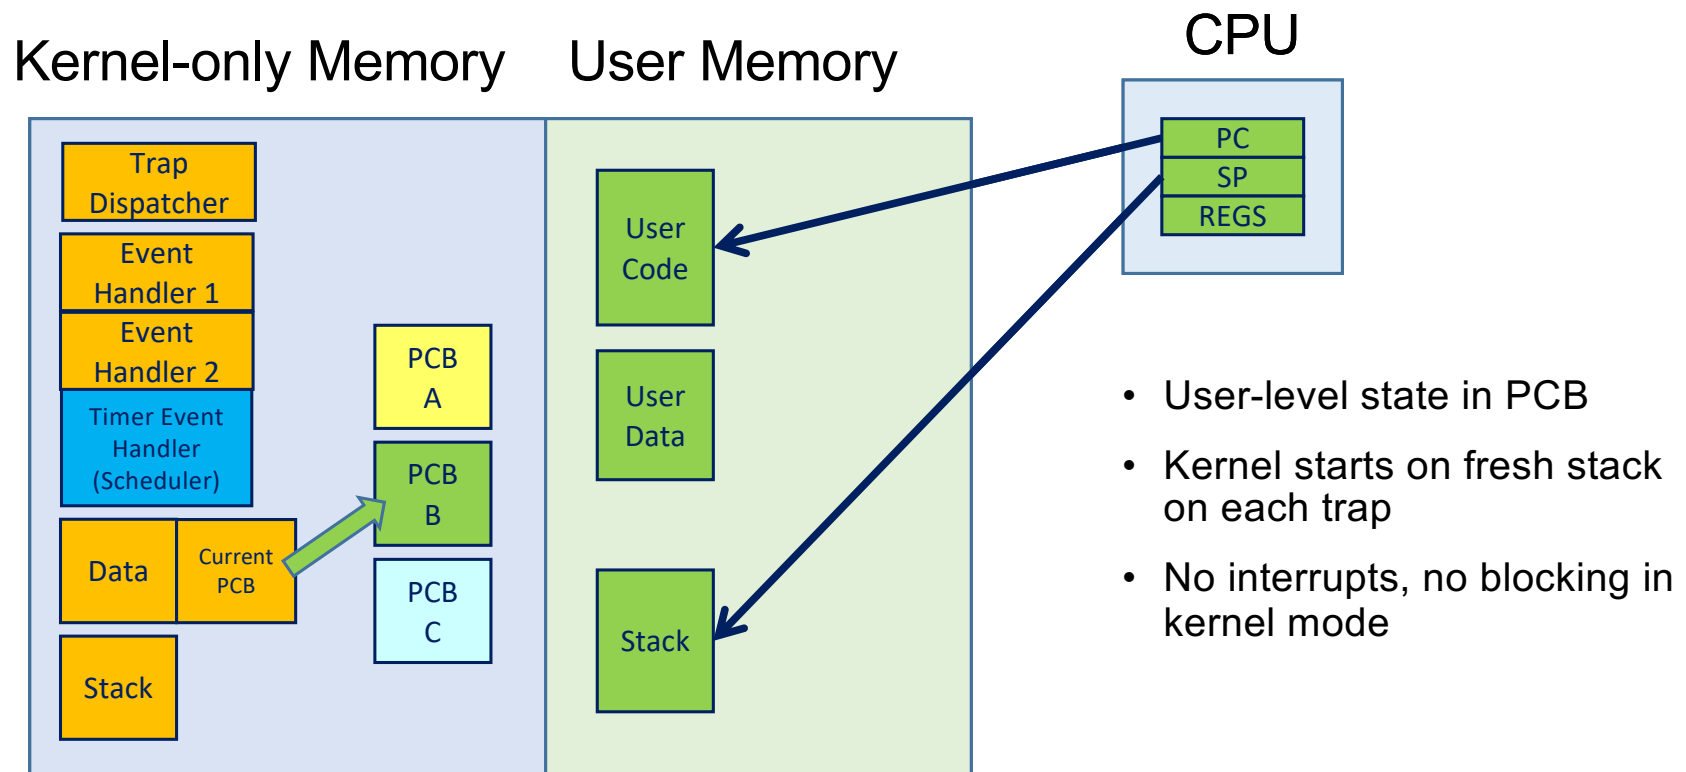 Kernel-only Memory
User Memory
CPU
Trap
Dispatcher
Event
Handler 1
Event
Handler 2
Timer Event
Handler
(Scheduler)
Data
Current
PCB
Stack
PCB
A
PCB
B
PCB
C
User
Code
User
Data
Stack
PC
SP
REGS
• User-level state in PCB
• Kernel starts on fresh stack
on each trap
• No interrupts, no blocking in
kernel mode